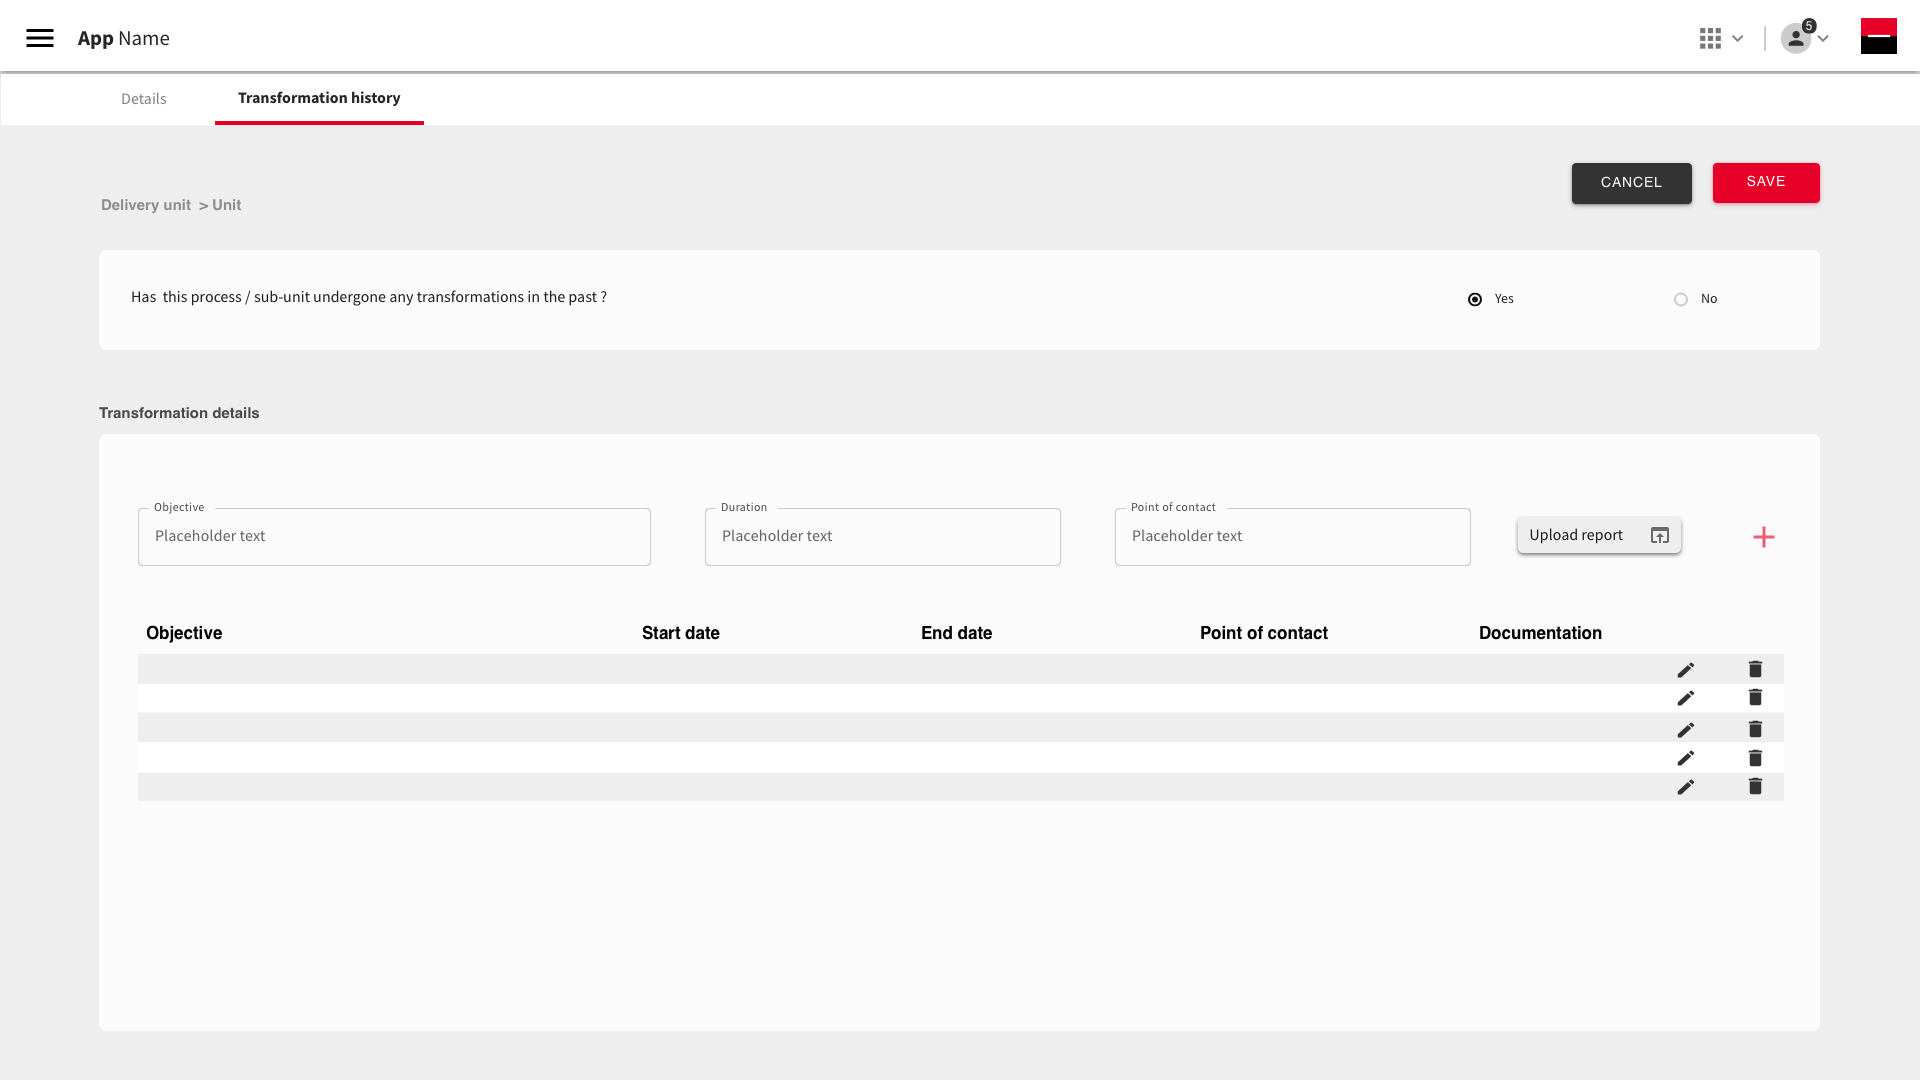 App Name
5
Details
Transformation history
CANCEL
SAVE
Delivery unit > Unit
Has this process / sub-unit undergone any transformations in the past ?
Yes
No
Transformation details
Objective
Placeholder text
Duration
Placeholder text
Point of contact
Placeholder text
Upload report
Objective
Start date
End date
Point of contact
Documentation